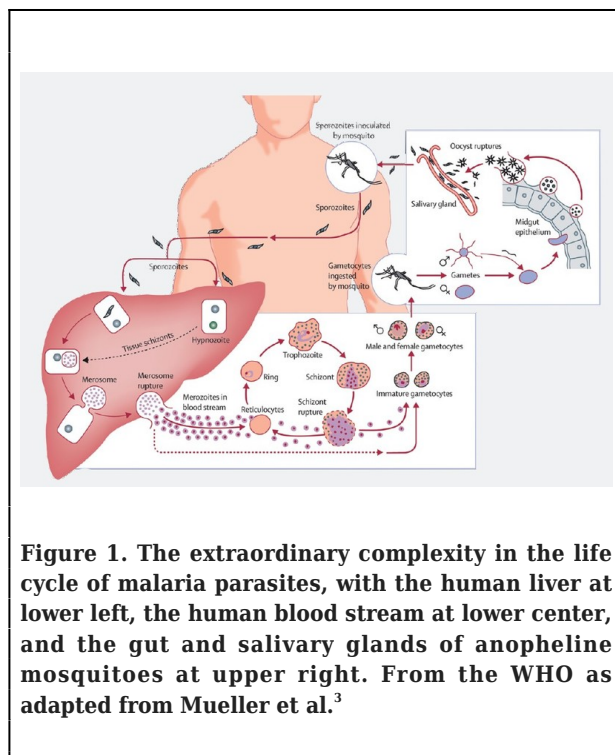 Sporozoites inoculated
by mosquito
Oocyst ruptures
Salivary gland
Midgut
epithelium
Sporozoites
Gametocytes
ingested
by mosquito
Gametes
Sporozoites
Hypnozoite
Tissue schizonts
Male and female gametocytes
Trophozoite
Merosome
Merosome
rupture
Ring
Schizont
Immature gametocytes
Merozoites in
blood stream
Reticulocytes
Schizont
rupture
Figure 1. The extraordinary complexity in the life
cycle of malaria parasites, with the human liver at
lower left, the human blood stream at lower center,
and the gut and salivary glands of anopheline
mosquitoes at upper right. From the WHO as
adapted from Mueller et al.³